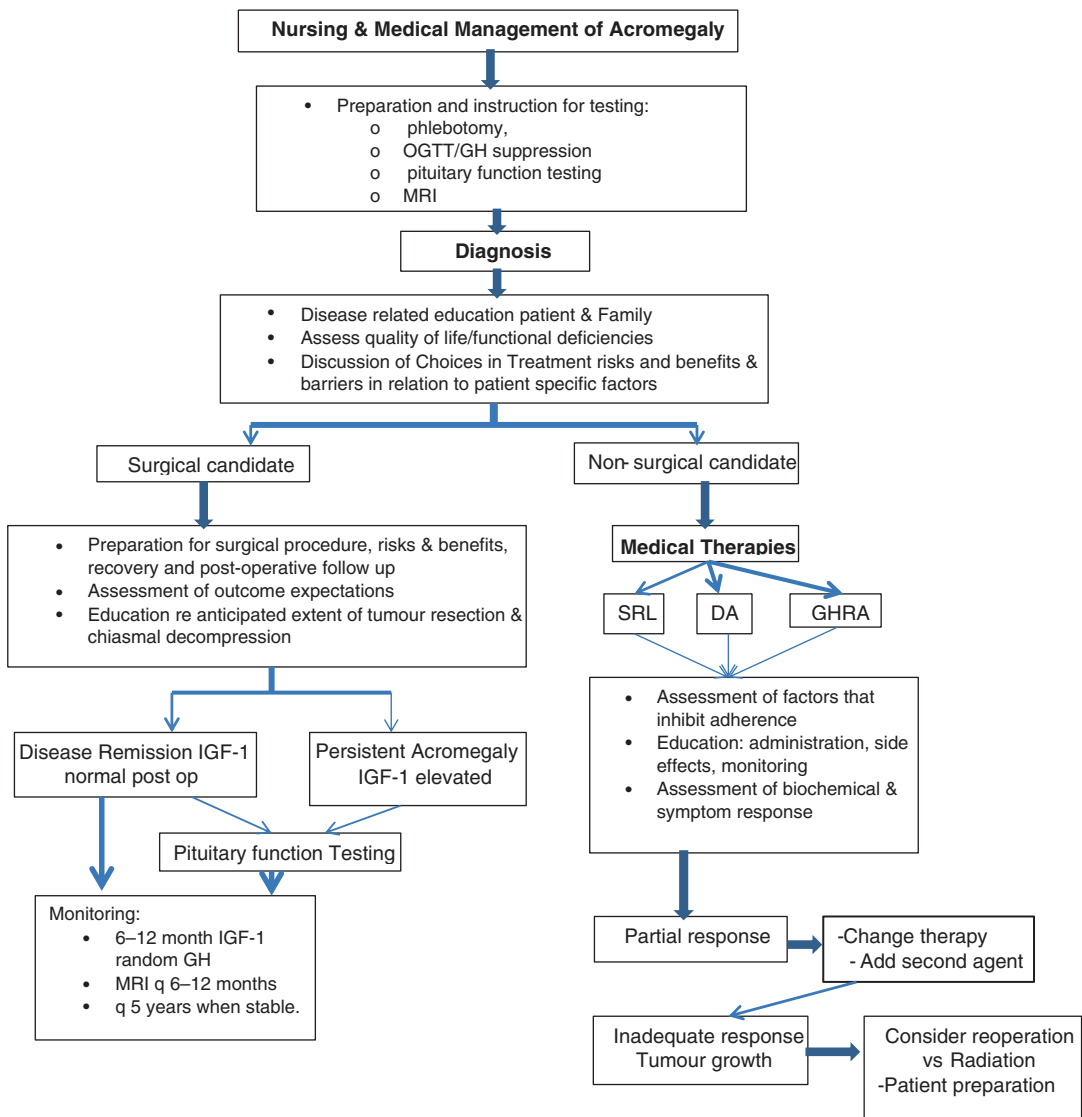 Nursing & Medical Management of Acromegaly
• Preparation and instruction for testing:
o phlebotomy,
o OGTT/GH suppression
o pituitary function testing
o MRI
Diagnosis
• Disease related education patient & Family
• Assess quality of life/functional deficiencies
• Discussion of Choices in Treatment risks and benefits &
barriers in relation to patient specific factors
Surgical candidate
Non- surgical candidate
• Preparation for surgical procedure, risks & benefits,
recovery and post-operative follow up
• Assessment of outcome expectations
• Education re anticipated extent of tumour resection &
chiasmal decompression
Medical Therapies
SRL
DA
GHRA
Disease Remission IGF-1
normal post op
Persistent Acromegaly
IGF-1 elevated
Pituitary function Testing
Monitoring:
• 6–12 month IGF-1
random GH
• MRI q 6–12 months
• q 5 years when stable.
• Assessment of factors that
inhibit adherence
• Education: administration, side
effects, monitoring
• Assessment of biochemical &
symptom response
Partial response
-Change therapy
- Add second agent
Inadequate response
Tumour growth
Consider reoperation
vs Radiation
-Patient preparation